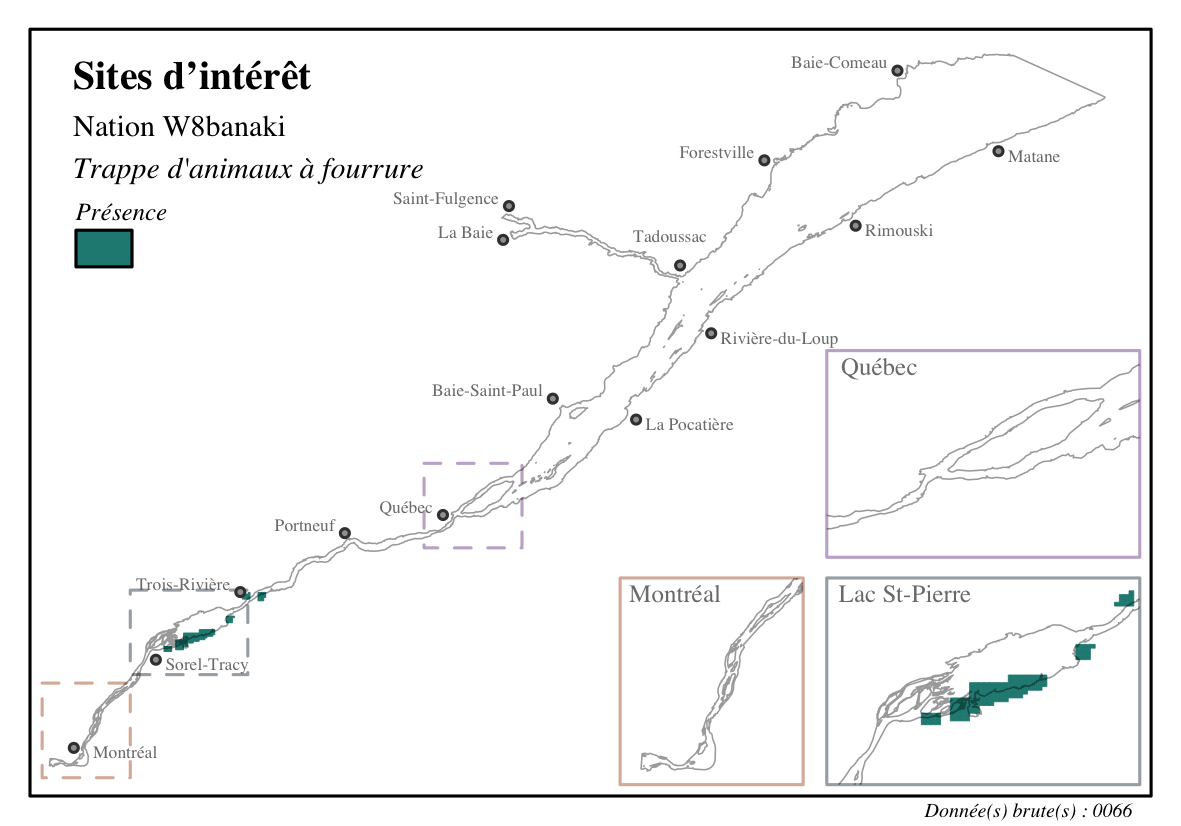 Sites d’intérêt
Nation W8banaki
Trappe d'animaux à fourrure
Présence
Baie-Comeau
Forestville
Matane
Saint-Fulgence
La Baie
Tadoussac
Rimouski
Rivière-du-Loup
Baie-Saint-Paul
La Pocatière
Québec
Portneuf
Trois-Rivière
Sorel-Tracy
Montréal
Québec
Montréal
Lac St-Pierre
Donnée(s) brute(s) : 0066